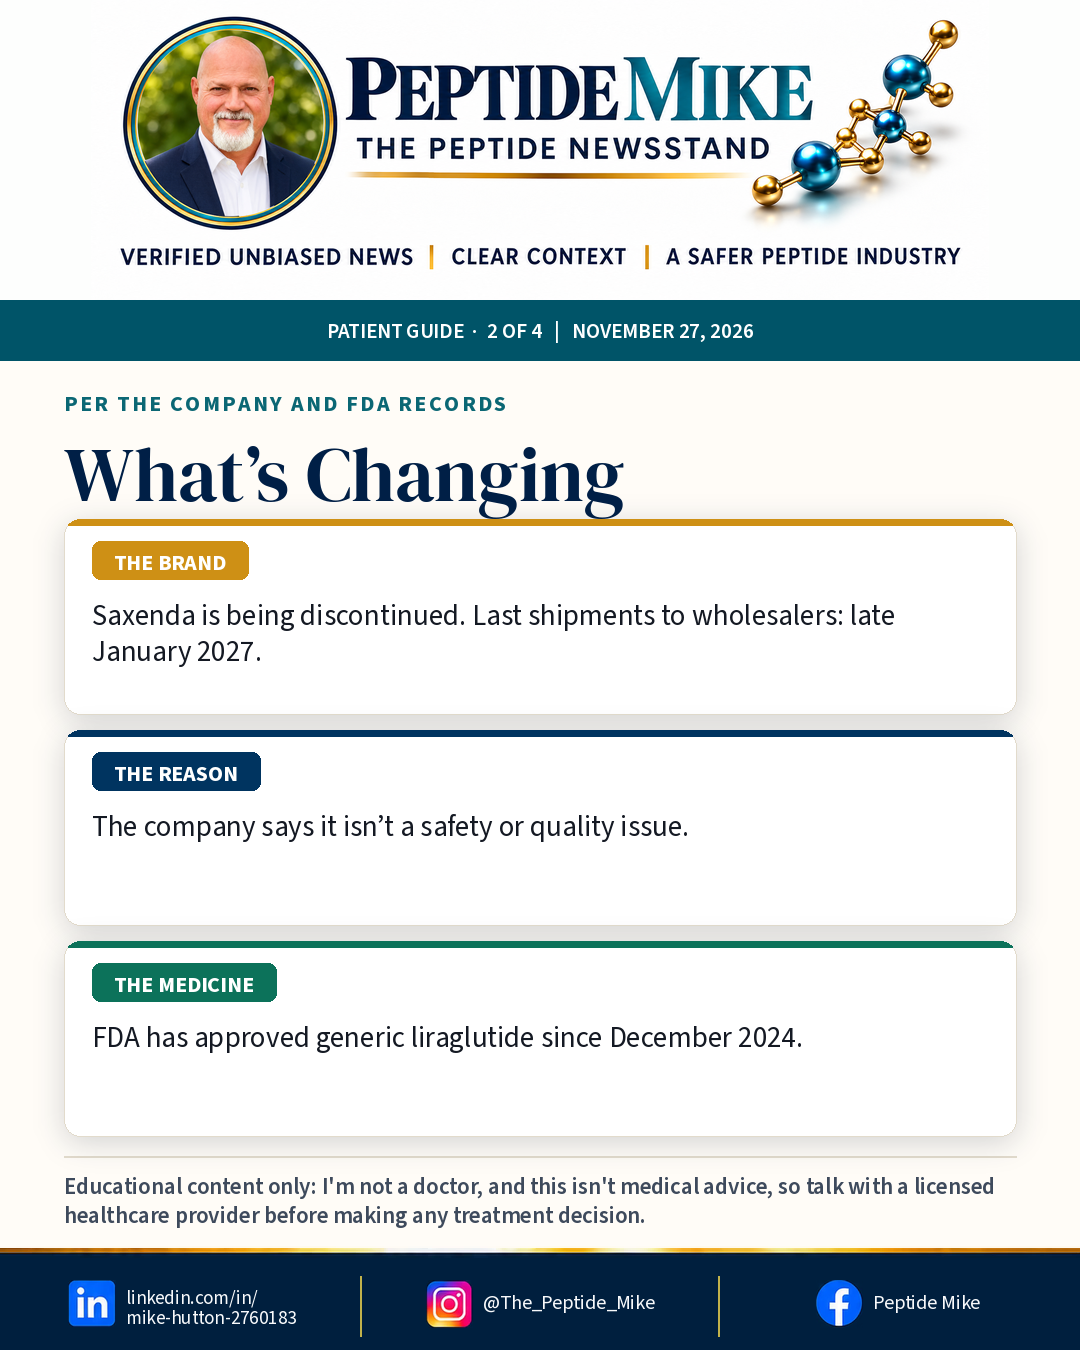 PEPTIDEMIKE
THE PEPTIDE NEWSSTAND
VERIFIED UNBIASED NEWS | CLEAR CONTEXT | A SAFER PEPTIDE INDUSTRY
PATIENT GUIDE · 2 OF 4 | NOVEMBER 27, 2026
PER THE COMPANY AND FDA RECORDS
What’s Changing
THE BRAND
Saxenda is being discontinued. Last shipments to wholesalers: late
January 2027.
THE REASON
The company says it isn’t a safety or quality issue.
THE MEDICINE
FDA has approved generic liraglutide since December 2024.
Educational content only: I'm not a doctor, and this isn't medical advice, so talk with a licensed
healthcare provider before making any treatment decision.
in
linkedin.com/in/
mike-hutton-2760183
@The_Peptide_Mike
f
Peptide Mike